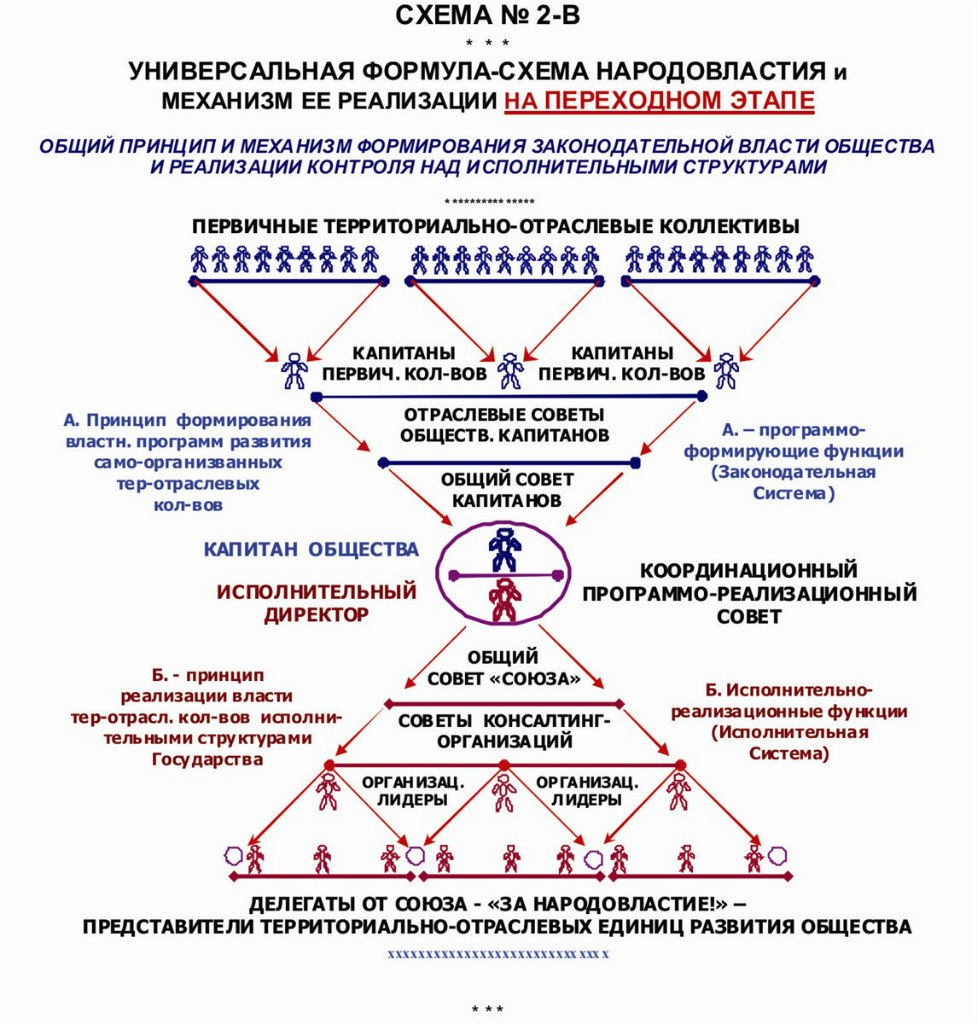 СХЕМА № 2-В
* * *
УНИВЕРСАЛЬНАЯ ФОРМУЛА-СХЕМА НАРОДОВЛАСТИЯ и
МЕХАНИЗМ ЕЕ РЕАЛИЗАЦИИ НА ПЕРЕХОДНОМ ЭТАПЕ
ОБЩИЙ ПРИНЦИП И МЕХАНИЗМ ФОРМИРОВАНИЯ ЗАКОНОДАТЕЛЬНОЙ ВЛАСТИ ОБЩЕСТВА
И РЕАЛИЗАЦИИ КОНТРОЛЯ НАД ИСПОЛНИТЕЛЬНЫМИ СТРУКТУРАМИ
***************
ПЕРВИЧНЫЕ ТЕРРИТОРИАЛЬНО-ОТРАСЛЕВЫЕ КОЛЛЕКТИВЫ
КАПИТАНЫ
ПЕРВИЧ. КОЛ-ВОВ
КАПИТАНЫ
ПЕРВИЧ. КОЛ-ВОВ
ОТРАСЛЕВЫЕ СОВЕТЫ
ОБЩЕСТВ. КАПИТАНОВ
А. Принцип формирования
властн. программ развития
само-организванных
тер-отраслевых
кол-вов
А. – программо-
формирующие функции
(Законодательная
Система)
ОБЩИЙ СОВЕТ
КАПИТАНОВ
КАПИТАН ОБЩЕСТВА
ИСПОЛНИТЕЛЬНЫЙ
ДИРЕКТОР
КООРДИНАЦИОННЫЙ
ПРОГРАММО-РЕАЛИЗАЦИОННЫЙ
СОВЕТ
ОБЩИЙ
СОВЕТ «СОЮЗА»
Б. - принцип
реализации власти
тер-отрасл. кол-вов исполни-
тельными структурами
Государства
Б. Исполнительно-
реализационные функции
(Исполнительная
Система)
СОВЕТЫ КОНСАЛТИНГ-
ОРГАНИЗАЦИЙ
ОРГАНИЗАЦ.
ЛИДЕРЫ
ОРГАНИЗАЦ.
ЛИДЕРЫ
ДЕЛЕГАТЫ ОТ СОЮЗА - «ЗА НАРОДОВЛАСТИЕ!» –
ПРЕДСТАВИТЕЛИ ТЕРРИТОРИАЛЬНО-ОТРАСЛЕВЫХ ЕДИНИЦ РАЗВИТИЯ ОБЩЕСТВА
xxxxxxxxxxxxxxxxxxxxxxxxxx x x
* * *